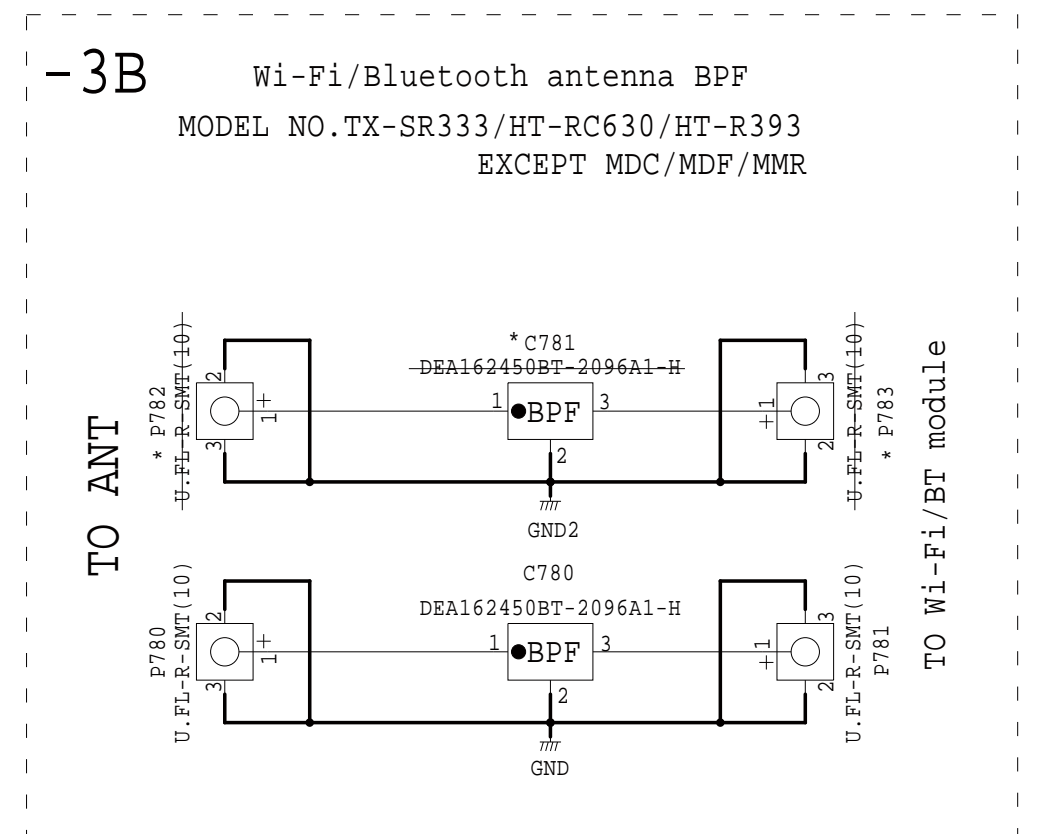 -3B
Wi-Fi/Bluetooth antenna BPF
MODEL NO.TX-SR333/HT-RC630/HT-R393
EXCEPT MDC/MDF/MMR
TO ANT
* P782
U.FL-R-SMT(10)
2
1+
3
* C781
DEA162450BT-2096A1-H
1
BPF
3
2
GND2
3
+1
2
U.FL-R-SMT(10)
* P783
TO Wi-Fi/BT module
P780
U.FL-R-SMT(10)
2
1+
3
C780
DEA162450BT-2096A1-H
1
BPF
3
2
GND
3
+1
2
U.FL-R-SMT(10)
P781